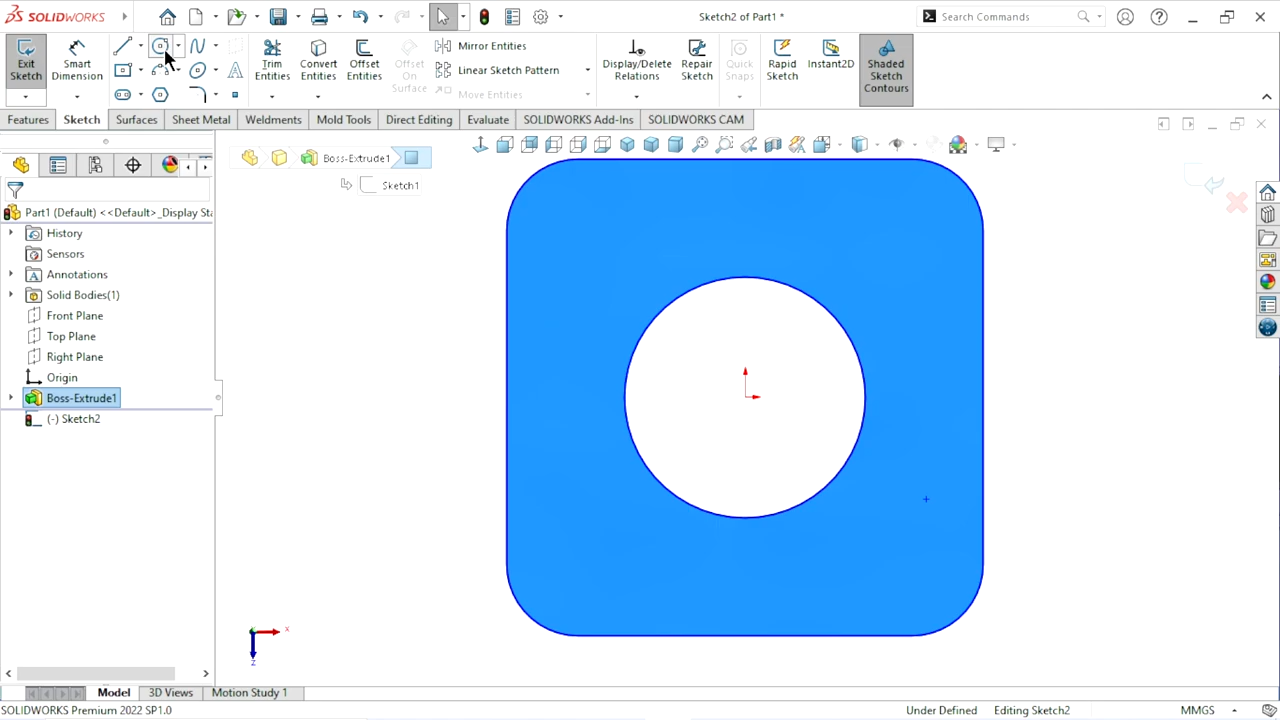 SOLIDWORKS
Part1 (Default) <<Default>_Display Sta
Sketch2 of Part1 *
Search Commands
Exit Sketch
Smart Dimension
Trim Entities
Convert Entities
Offset Entities
Offset On Surface
Mirror Entities
Linear Sketch Pattern
Move Entities
Display/Delete Relations
Repair Sketch
Quick Snaps
Rapid Sketch
Instant2D
Shaded Sketch Contours
Features
Sketch
Surfaces
Sheet Metal
Weldments
Mold Tools
Direct Editing
Evaluate
SOLIDWORKS Add-Ins
SOLIDWORKS CAM
Boss-Extrude1
Sketch1
History
Sensors
Annotations
Solid Bodies(1)
Front Plane
Top Plane
Right Plane
Origin
Boss-Extrude1
(-) Sketch2
X
Z
Model
3D Views
Motion Study 1
SOLIDWORKS Premium 2022 SP1.0
Under Defined
Editing Sketch2
MMGS